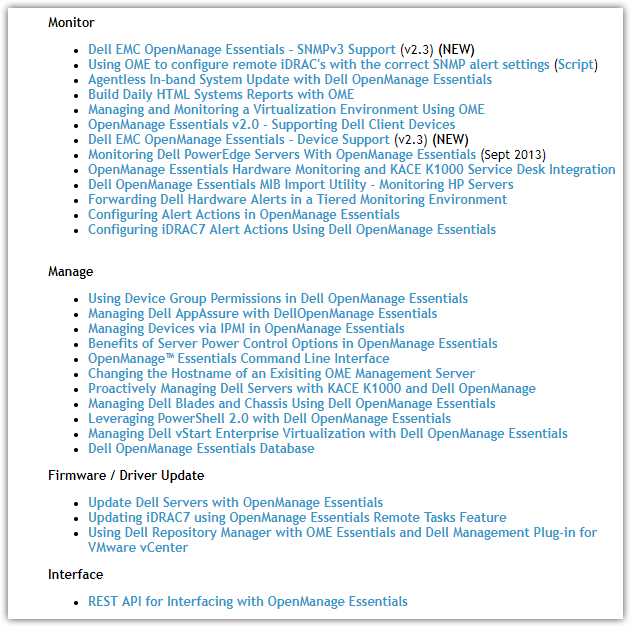 Monitor
Dell EMC OpenManage Essentials - SNMPv3 Support (v2.3) (NEW)
Using OME to configure remote iDRAC's with the correct SNMP alert settings (Script)
Agentless In-band System Update with Dell OpenManage Essentials
Build Daily HTML Systems Reports with OME
Managing and Monitoring a Virtualization Environment Using OME
OpenManage Essentials v2.0 - Supporting Dell Client Devices
Dell EMC OpenManage Essentials - Device Support (v2.3) (NEW)
Monitoring Dell PowerEdge Servers With OpenManage Essentials (Sept 2013)
OpenManage Essentials Hardware Monitoring and KACE K1000 Service Desk Integration
Dell OpenManage Essentials MIB Import Utility - Monitoring HP Servers
Forwarding Dell Hardware Alerts in a Tiered Monitoring Environment
Configuring Alert Actions in OpenManage Essentials
Configuring iDRAC7 Alert Actions Using Dell OpenManage Essentials
Manage
Using Device Group Permissions in Dell OpenManage Essentials
Managing Dell AppAssure with DellOpenManage Essentials
Managing Devices via IPMI in OpenManage Essentials
Benefits of Server Power Control Options in OpenManage Essentials
OpenManage™ Essentials Command Line Interface
Changing the Hostname of an Exisiting OME Management Server
Proactively Managing Dell Servers with KACE K1000 and Dell OpenManage
Managing Dell Blades and Chassis Using Dell OpenManage Essentials
Leveraging PowerShell 2.0 with Dell OpenManage Essentials
Managing Dell vStart Enterprise Virtualization with Dell OpenManage Essentials
Dell OpenManage Essentials Database
Firmware / Driver Update
Update Dell Servers with OpenManage Essentials
Updating iDRAC7 using OpenManage Essentials Remote Tasks Feature
Using Dell Repository Manager with OME Essentials and Dell Management Plug-in for
VMware vCenter
Interface
REST API for Interfacing with OpenManage Essentials